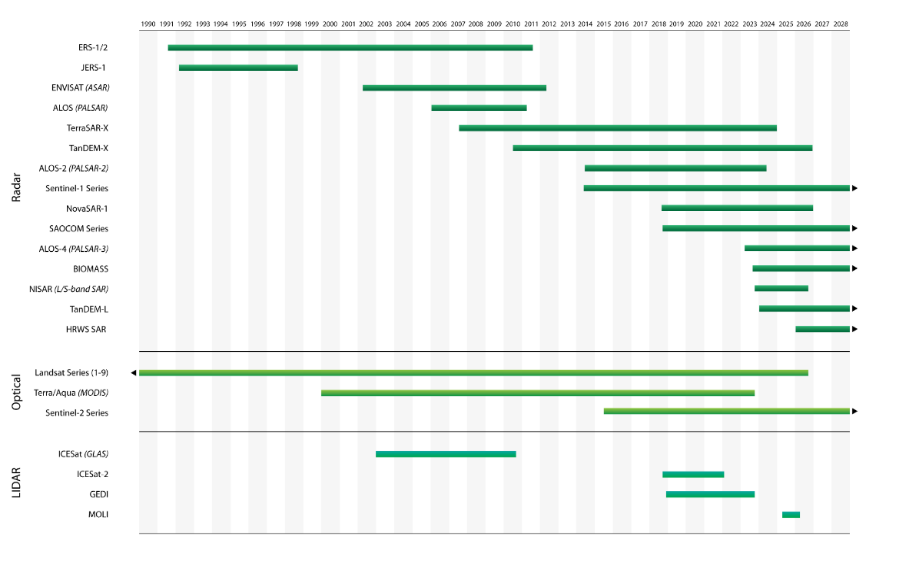 1990 1991 1992 1993 1994 1995 1996 1997 1998 1999 2000 2001 2002 2003 2004 2005 2006 2007 2008 2009 2010 2011 2012 2013 2014 2015 2016 2017 2018 2019 2020 2021 2022 2023 2024 2025 2026 2027 2028
Radar
ERS-1/2
JERS-1
ENVISAT (ASAR)
ALOS (PALSAR)
TerraSAR-X
TanDEM-X
ALOS-2 (PALSAR-2)
Sentinel-1 Series
NovaSAR-1
SAOCOM Series
ALOS-4 (PALSAR-3)
BIOMASS
NISAR (L/S-band SAR)
TanDEM-L
HRWS SAR
Optical
Landsat Series (1-9)
Terra/Aqua (MODIS)
Sentinel-2 Series
LIDAR
ICESat (GLAS)
ICESat-2
GEDI
MOLI